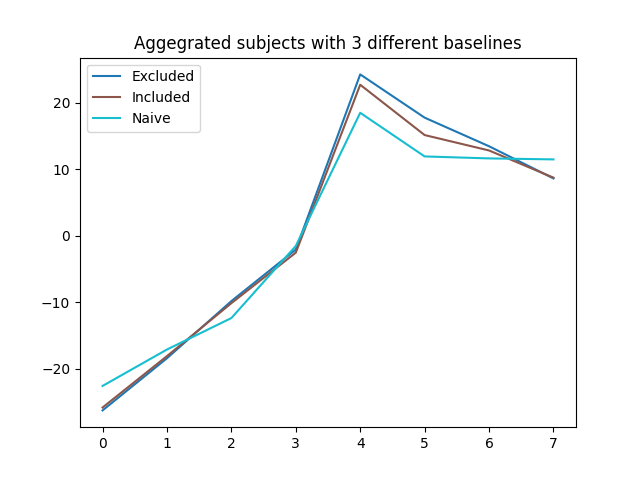 Aggegrated subjects with 3 different baselines
Excluded
Included
Naive
20
10
0
−10
−20
0 1 2 3 4 5 6 7